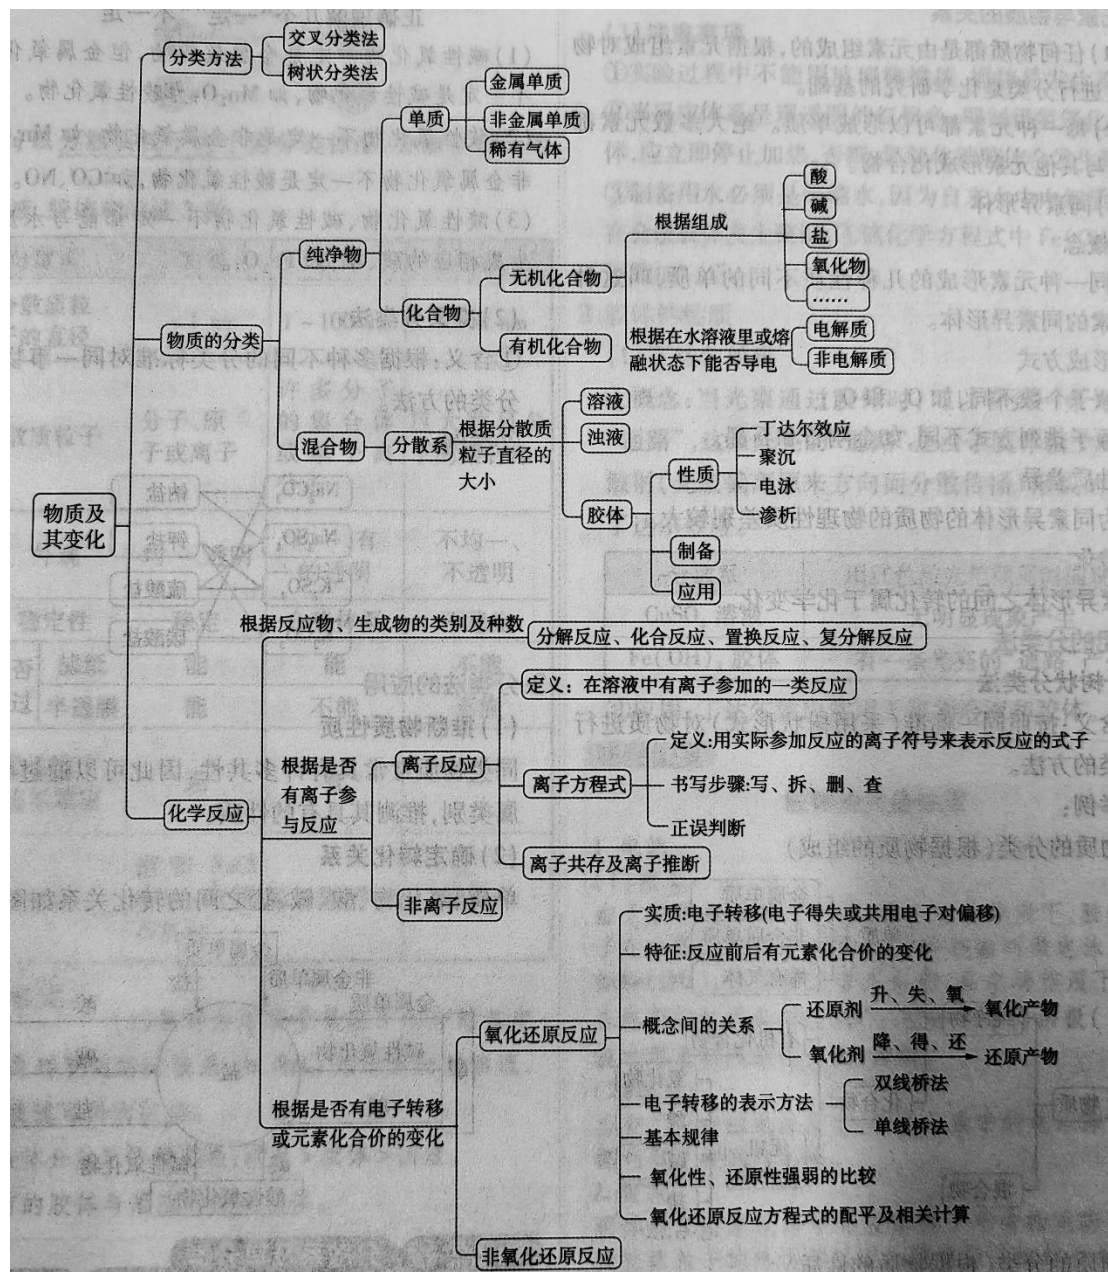 物质及
其变化
分类方法
交叉分类法
树状分类法
物质的分类
纯净物
单质
金属单质
非金属单质
稀有气体
化合物
无机化合物
根据组成
酸
碱
盐
氧化物
……
根据在水溶液里或熔
融状态下能否导电
电解质
非电解质
有机化合物
混合物
分散系
根据分散质
粒子直径的
大小
溶液
浊液
胶体
性质
丁达尔效应
聚沉
电泳
渗析
制备
应用
化学反应
根据反应物、生成物的类别及种数
分解反应、化合反应、置换反应、复分解反应
根据是否
有离子参
与反应
离子反应
定义：在溶液中有离子参加的一类反应
离子方程式
定义:用实际参加反应的离子符号来表示反应的式子
书写步骤:写、拆、删、查
正误判断
离子共存及离子推断
非离子反应
根据是否有电子转移
或元素化合价的变化
氧化还原反应
实质:电子转移(电子得失或共用电子对偏移)
特征:反应前后有元素化合价的变化
概念间的关系
还原剂 升、失、氧 氧化产物
氧化剂 降、得、还 还原产物
电子转移的表示方法
双线桥法
单线桥法
基本规律
氧化性、还原性强弱的比较
氧化还原反应方程式的配平及相关计算
非氧化还原反应